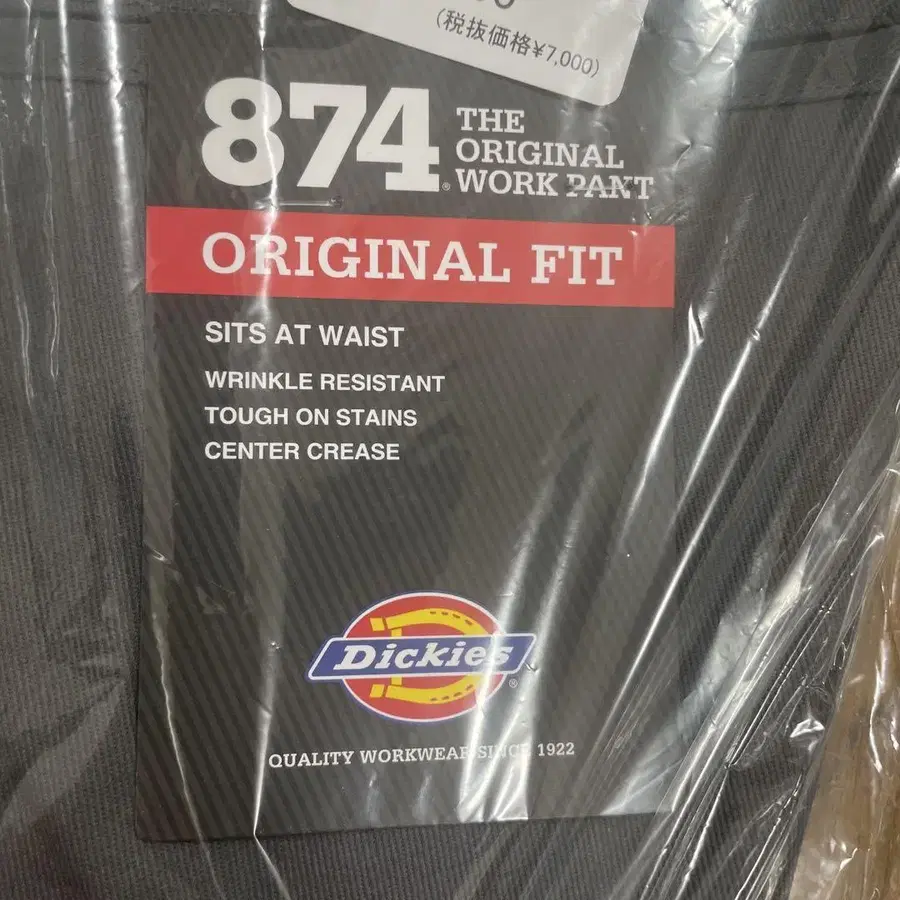 (税抜価格¥7,000)
874
THE
ORIGINAL
WORK PANT
ORIGINAL FIT
SITS AT WAIST
WRINKLE RESISTANT
TOUGH ON STAINS
CENTER CREASE
Dickies
QUALITY WORKWEAR SINCE 1922